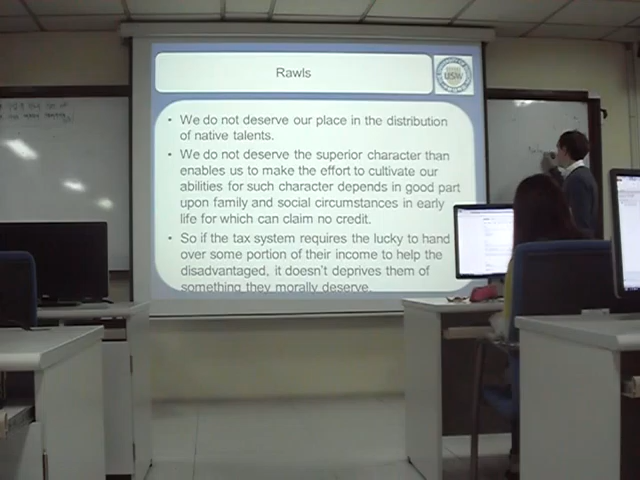 Rawls
USW
• We do not deserve our place in the distribution
of native talents.
• We do not deserve the superior character than
enables us to make the effort to cultivate our
abilities for such character depends in good part
upon family and social circumstances in early
life for which can claim no credit.
• So if the tax system requires the lucky to hand
over some portion of their income to help the
disadvantaged, it doesn't deprives them of
something they morally deserve.